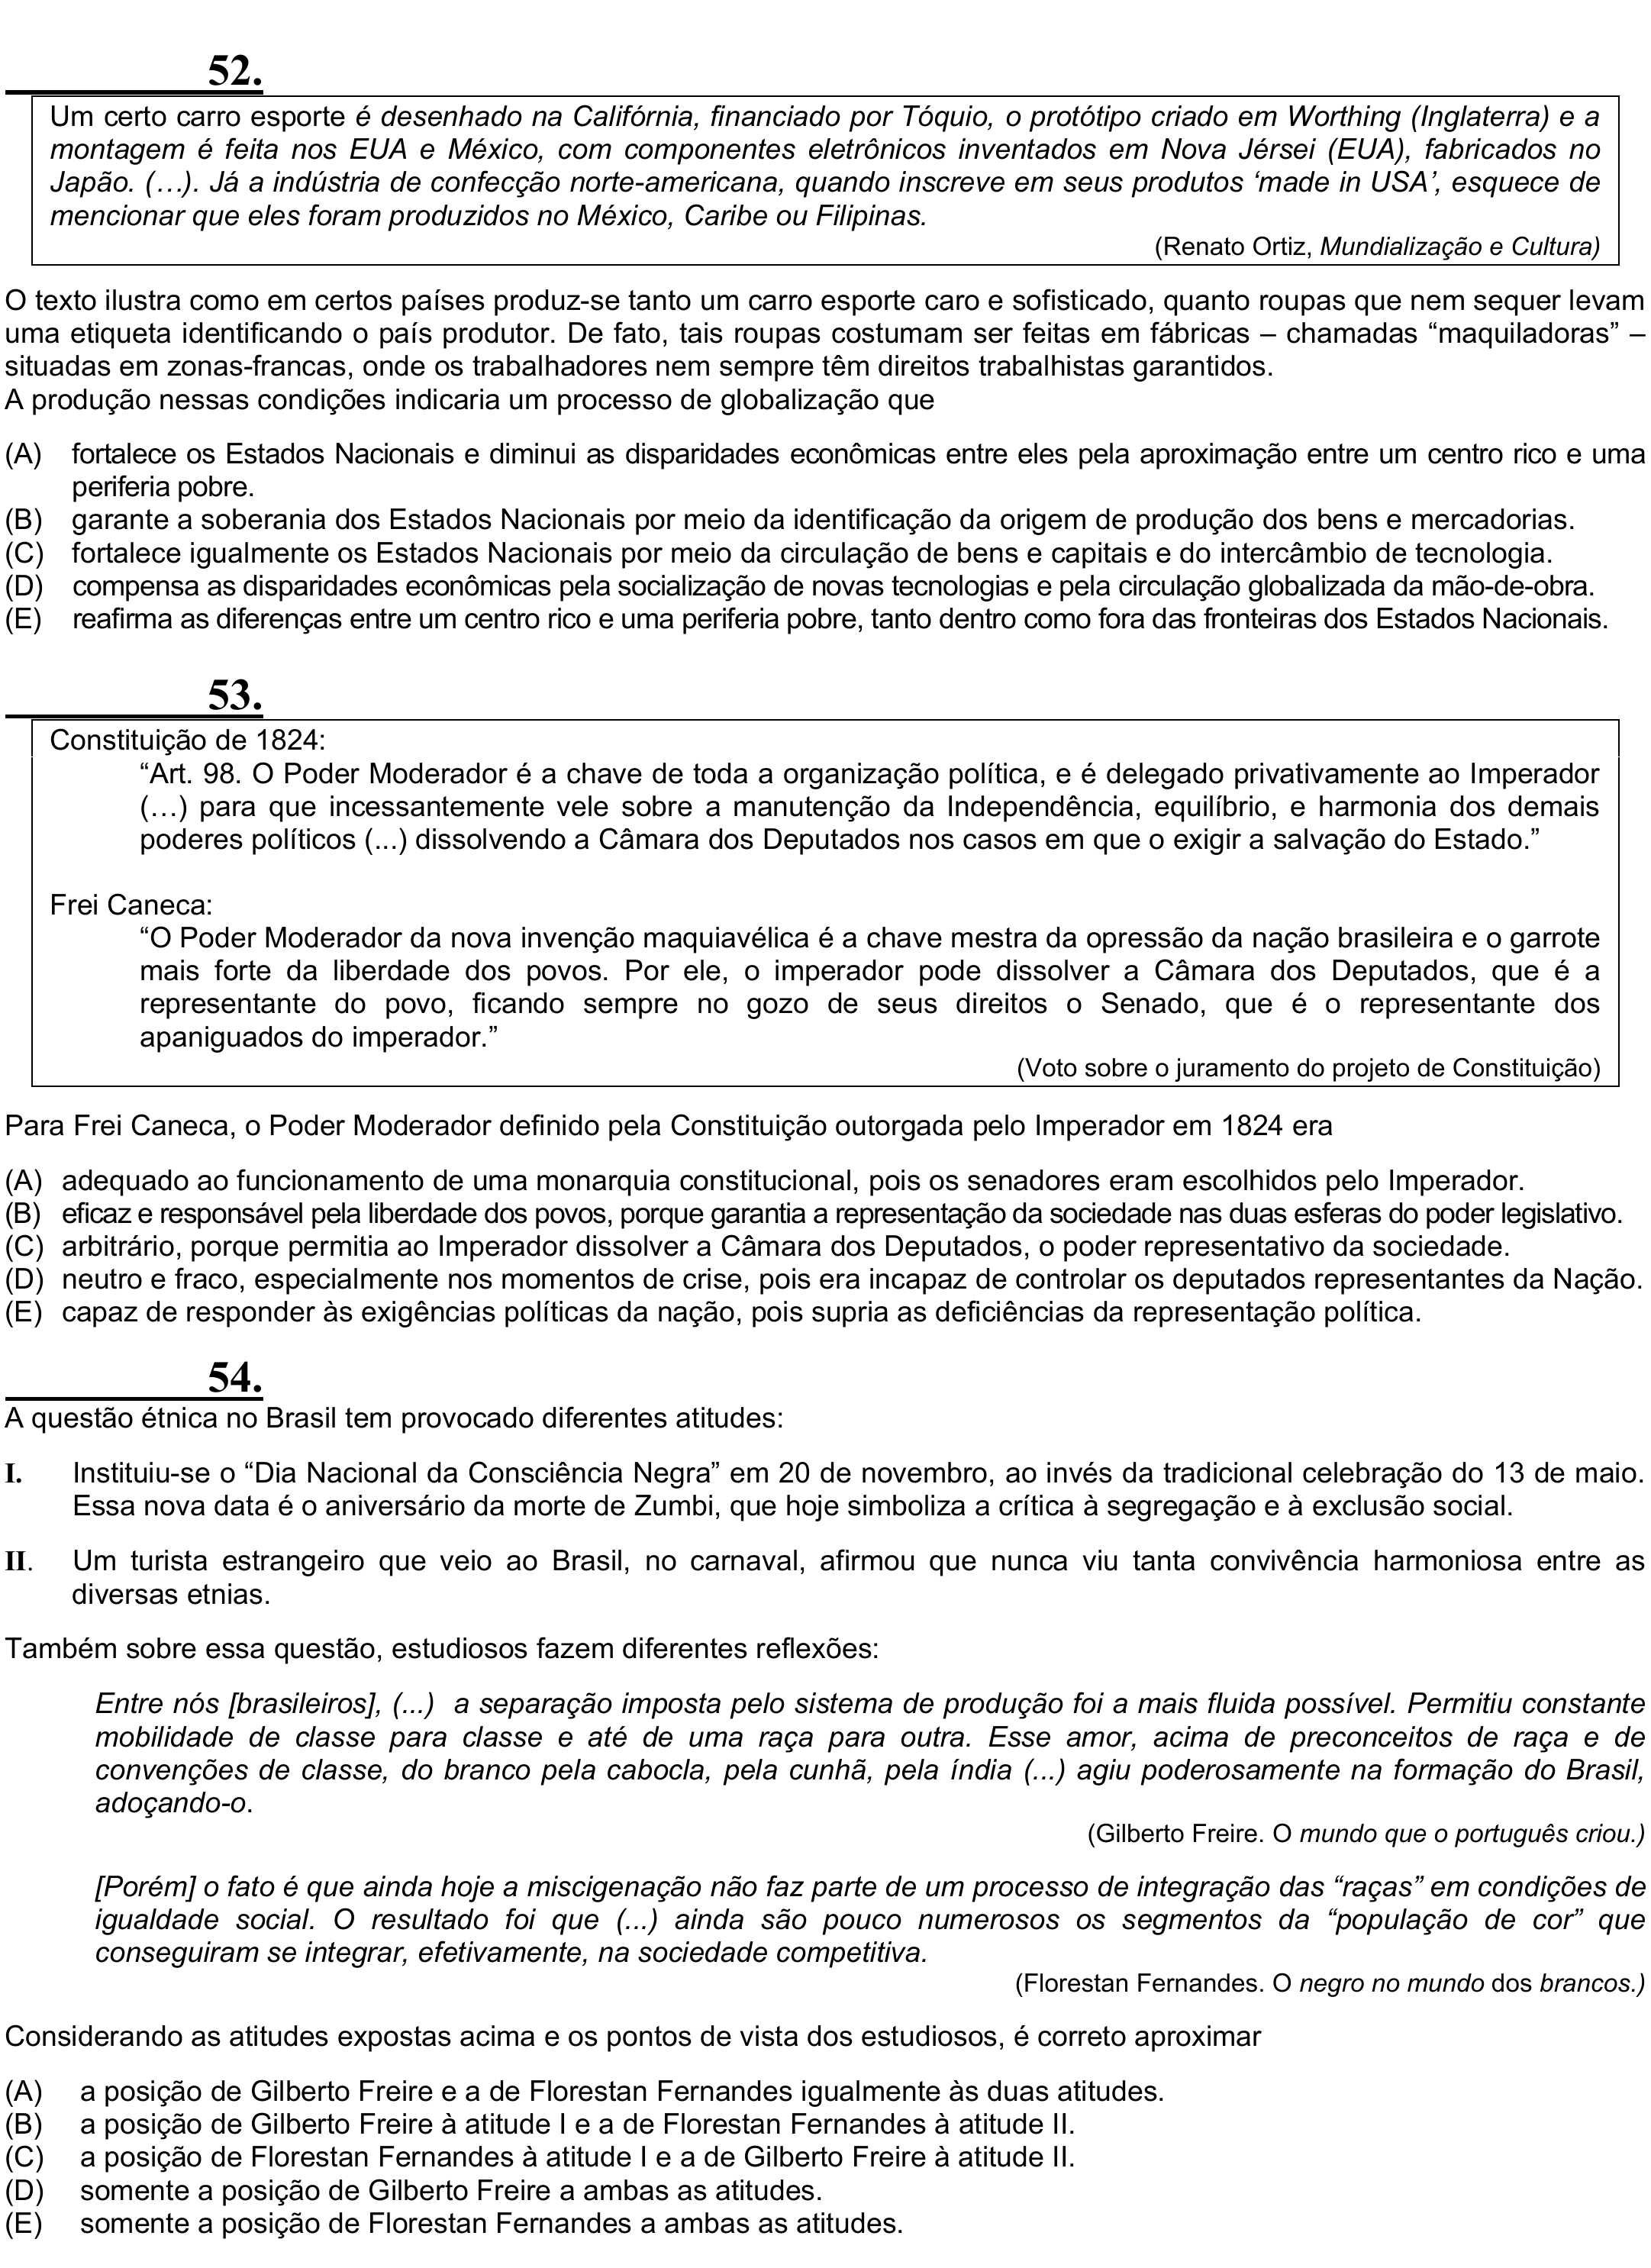 52.
Um certo carro esporte é desenhado na Califórnia, financiado por Tóquio, o protótipo criado em Worthing (Inglaterra) e a
montagem é feita nos EUA e México, com componentes eletrônicos inventados em Nova Jérsei (EUA), fabricados no
Japão. (…). Já a indústria de confecção norte-americana, quando inscreve em seus produtos ‘made in USA’, esquece de
mencionar que eles foram produzidos no México, Caribe ou Filipinas.
(Renato Ortiz, Mundialização e Cultura)
O texto ilustra como em certos países produz-se tanto um carro esporte caro e sofisticado, quanto roupas que nem sequer levam
uma etiqueta identificando o país produtor. De fato, tais roupas costumam ser feitas em fábricas – chamadas “maquiladoras” –
situadas em zonas-francas, onde os trabalhadores nem sempre têm direitos trabalhistas garantidos.
A produção nessas condições indicaria um processo de globalização que
(A) fortalece os Estados Nacionais e diminui as disparidades econômicas entre eles pela aproximação entre um centro rico e uma
periferia pobre.
(B) garante a soberania dos Estados Nacionais por meio da identificação da origem de produção dos bens e mercadorias.
(C) fortalece igualmente os Estados Nacionais por meio da circulação de bens e capitais e do intercâmbio de tecnologia.
(D) compensa as disparidades econômicas pela socialização de novas tecnologias e pela circulação globalizada da mão-de-obra.
(E) reafirma as diferenças entre um centro rico e uma periferia pobre, tanto dentro como fora das fronteiras dos Estados Nacionais.
53.
Constituição de 1824:
“Art. 98. O Poder Moderador é a chave de toda a organização política, e é delegado privativamente ao Imperador
(…) para que incessantemente vele sobre a manutenção da Independência, equilíbrio, e harmonia dos demais
poderes políticos (...) dissolvendo a Câmara dos Deputados nos casos em que o exigir a salvação do Estado.”
Frei Caneca:
“O Poder Moderador da nova invenção maquiavélica é a chave mestra da opressão da nação brasileira e o garrote
mais forte da liberdade dos povos. Por ele, o imperador pode dissolver a Câmara dos Deputados, que é a
representante do povo, ficando sempre no gozo de seus direitos o Senado, que é o representante dos
apaniguados do imperador.”
(Voto sobre o juramento do projeto de Constituição)
Para Frei Caneca, o Poder Moderador definido pela Constituição outorgada pelo Imperador em 1824 era
(A) adequado ao funcionamento de uma monarquia constitucional, pois os senadores eram escolhidos pelo Imperador.
(B) eficaz e responsável pela liberdade dos povos, porque garantia a representação da sociedade nas duas esferas do poder legislativo.
(C) arbitrário, porque permitia ao Imperador dissolver a Câmara dos Deputados, o poder representativo da sociedade.
(D) neutro e fraco, especialmente nos momentos de crise, pois era incapaz de controlar os deputados representantes da Nação.
(E) capaz de responder às exigências políticas da nação, pois supria as deficiências da representação política.
54.
A questão étnica no Brasil tem provocado diferentes atitudes:
I. Instituiu-se o “Dia Nacional da Consciência Negra” em 20 de novembro, ao invés da tradicional celebração do 13 de maio.
Essa nova data é o aniversário da morte de Zumbi, que hoje simboliza a crítica à segregação e à exclusão social.
II. Um turista estrangeiro que veio ao Brasil, no carnaval, afirmou que nunca viu tanta convivência harmoniosa entre as
diversas etnias.
Também sobre essa questão, estudiosos fazem diferentes reflexões:
Entre nós [brasileiros], (...) a separação imposta pelo sistema de produção foi a mais fluida possível. Permitiu constante
mobilidade de classe para classe e até de uma raça para outra. Esse amor, acima de preconceitos de raça e de
convenções de classe, do branco pela cabocla, pela cunhã, pela índia (...) agiu poderosamente na formação do Brasil,
adoçando-o.
(Gilberto Freire. O mundo que o português criou.)
[Porém] o fato é que ainda hoje a miscigenação não faz parte de um processo de integração das “raças” em condições de
igualdade social. O resultado foi que (...) ainda são pouco numerosos os segmentos da “população de cor” que
conseguiram se integrar, efetivamente, na sociedade competitiva.
(Florestan Fernandes. O negro no mundo dos brancos.)
Considerando as atitudes expostas acima e os pontos de vista dos estudiosos, é correto aproximar
(A) a posição de Gilberto Freire e a de Florestan Fernandes igualmente às duas atitudes.
(B) a posição de Gilberto Freire à atitude I e a de Florestan Fernandes à atitude II.
(C) a posição de Florestan Fernandes à atitude I e a de Gilberto Freire à atitude II.
(D) somente a posição de Gilberto Freire a ambas as atitudes.
(E) somente a posição de Florestan Fernandes a ambas as atitudes.